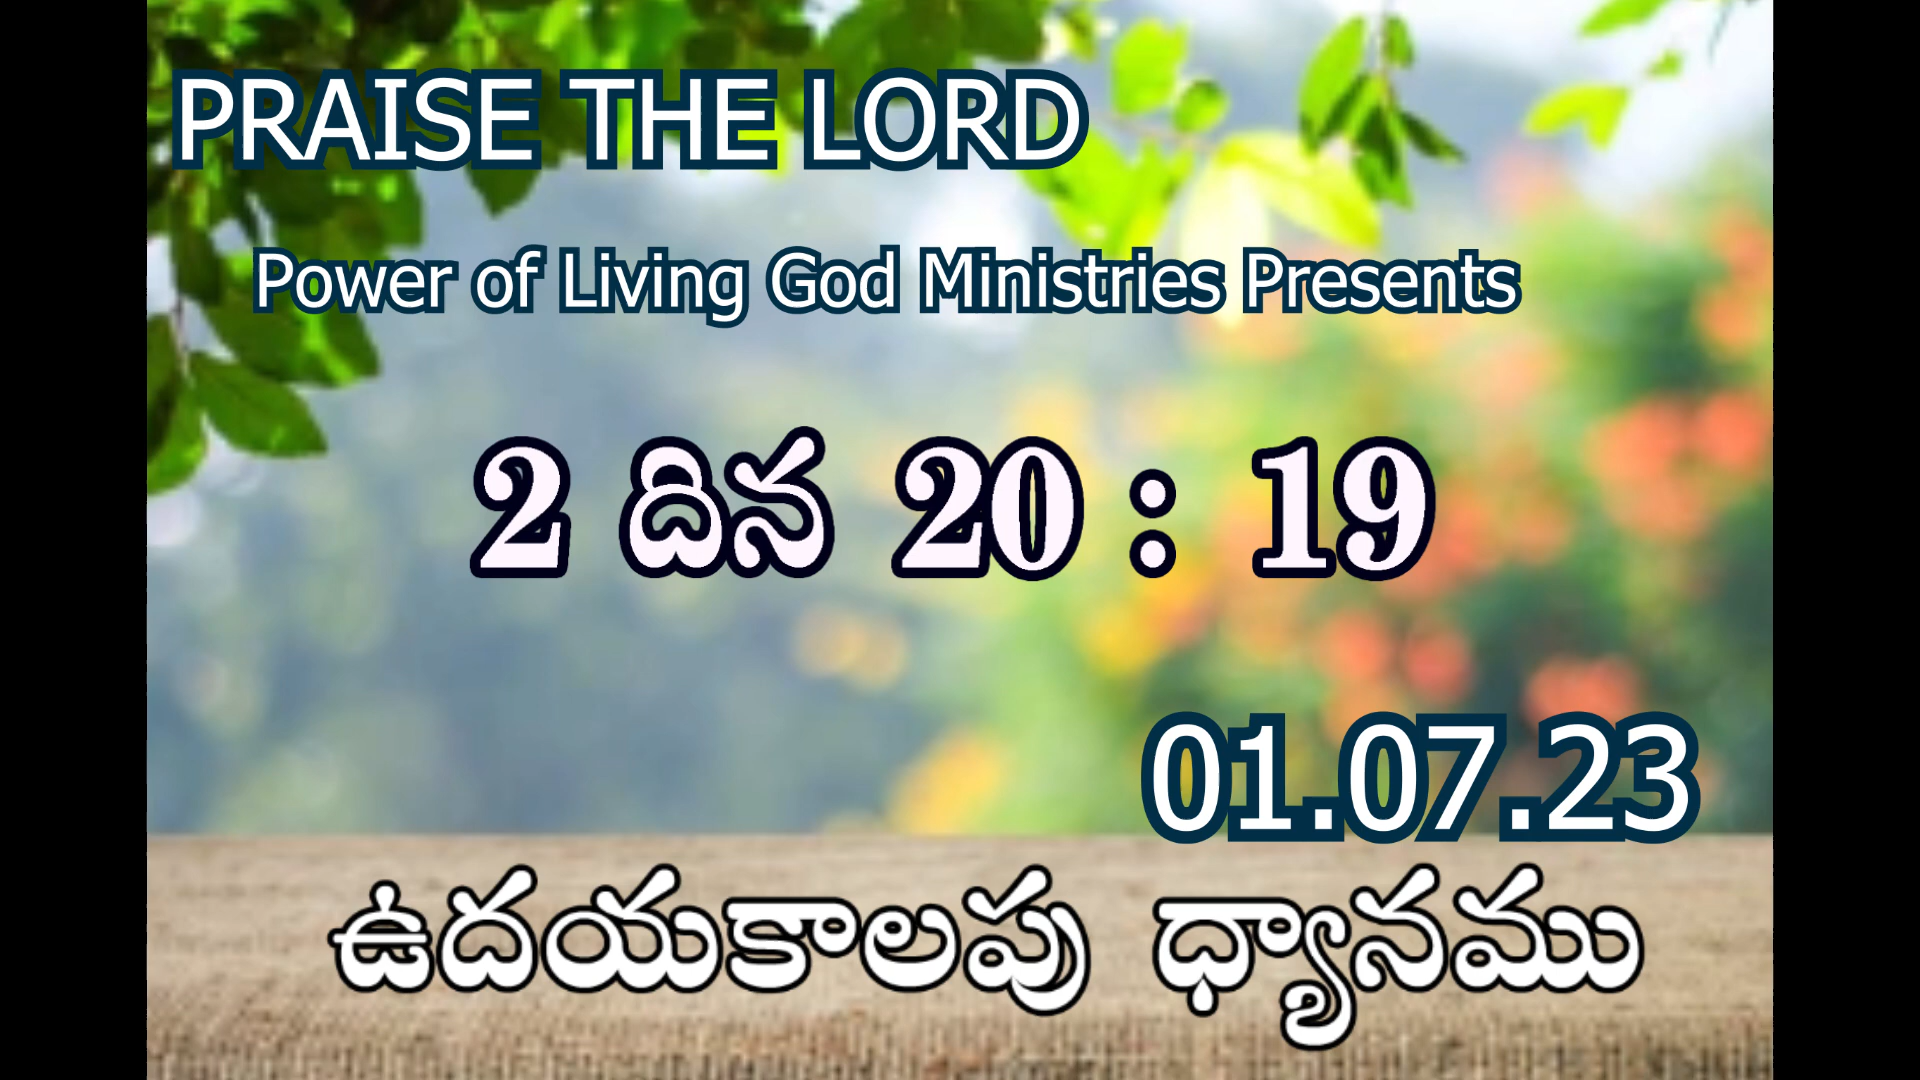 PRAISE THE LORD
Power of Living God Ministries Presents
2 దిన 20 : 19
01.07.23
ఉదయకాలపు ధ్యానము